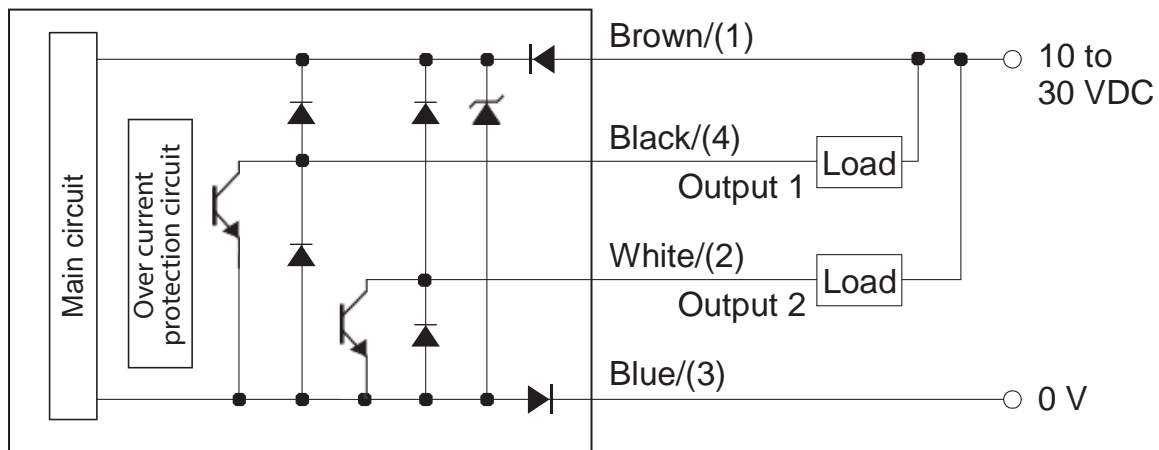 Main circuit
Over current
protection circuit
Brown/(1)
10 to
30 VDC
Black/(4)
Load
Output 1
White/(2)
Load
Output 2
Blue/(3)
0 V